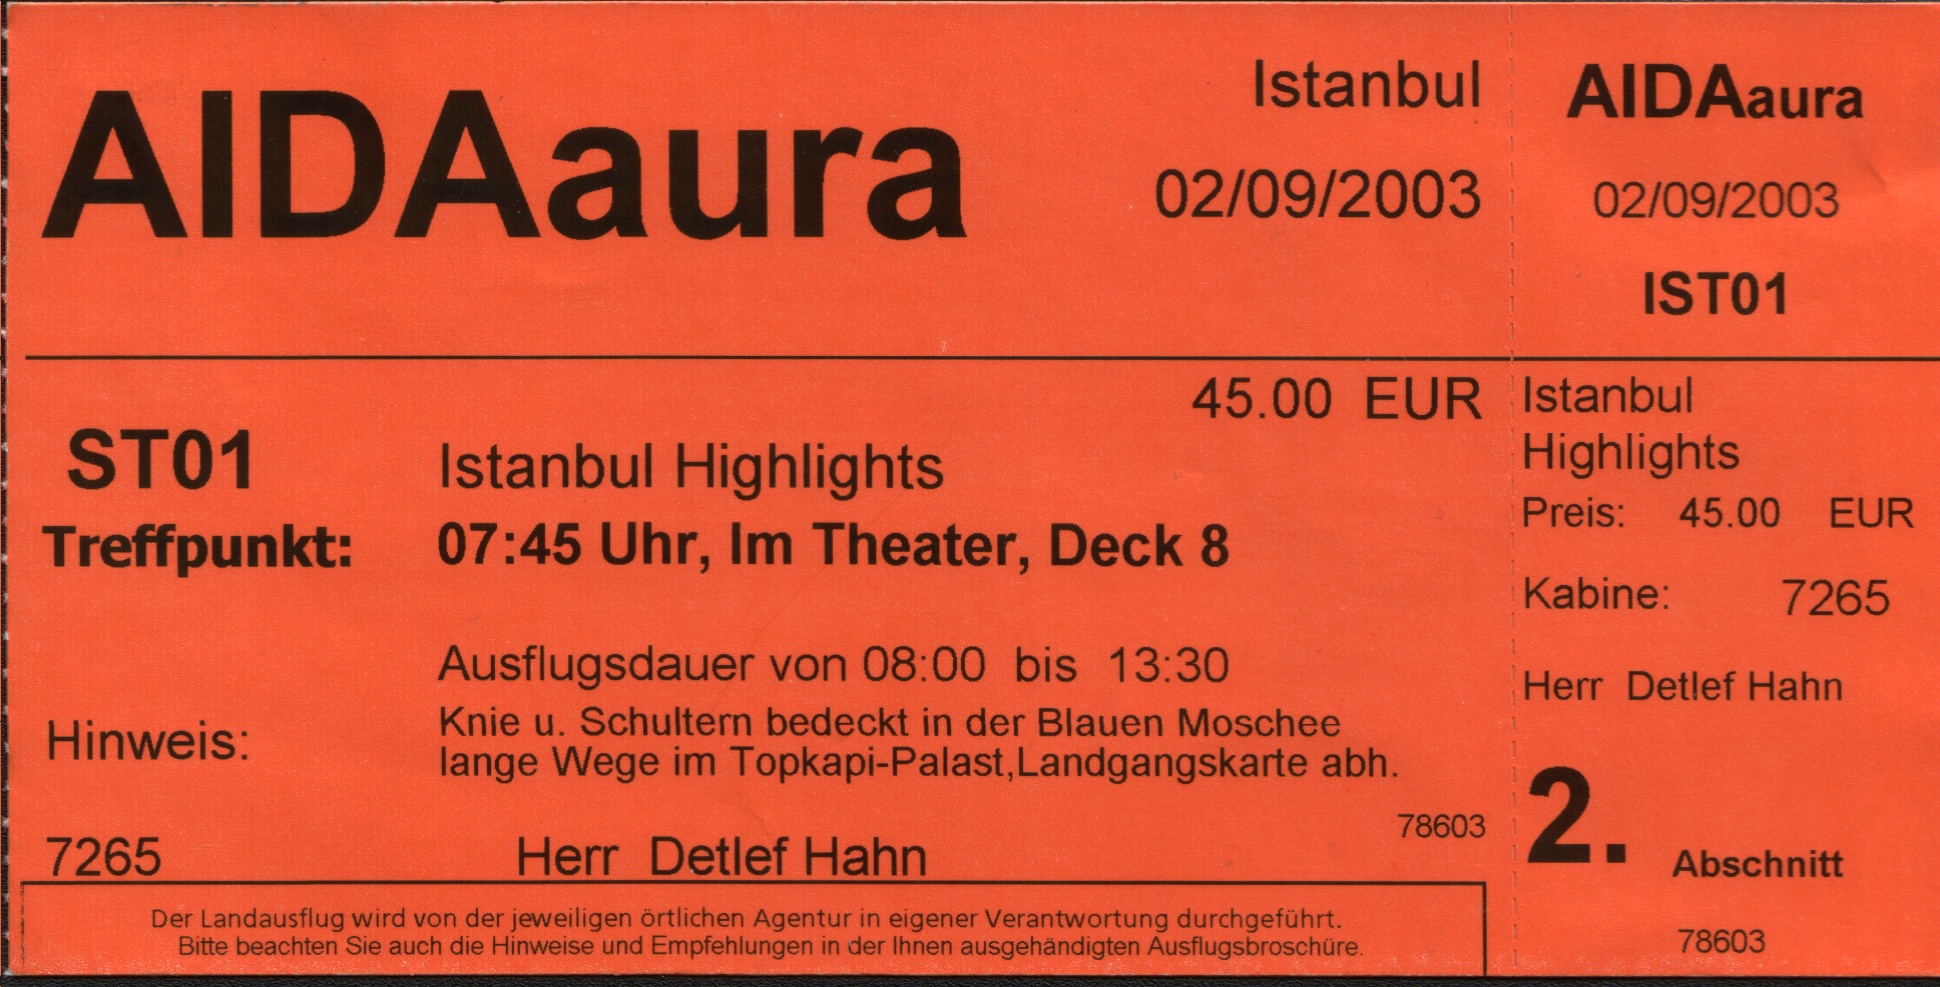 AIDAaura
Istanbul
02/09/2003
45.00 EUR
ST01
Istanbul Highlights
Treffpunkt: 07:45 Uhr, Im Theater, Deck 8
Ausflugsdauer von 08:00 bis 13:30
Hinweis:
Knie u. Schultern bedeckt in der Blauen Moschee
lange Wege im Topkapi-Palast,Landgangskarte abh.
78603
7265 Herr Detlef Hahn
Der Landausflug wird von der jeweiligen örtlichen Agentur in eigener Verantwortung durchgeführt.
Bitte beachten Sie auch die Hinweise und Empfehlungen in der Ihnen ausgehändigten Ausflugsbroschüre.
AIDAaura
02/09/2003
IST01
Istanbul
Highlights
Preis: 45.00 EUR
Kabine: 7265
Herr Detlef Hahn
2. Abschnitt
78603